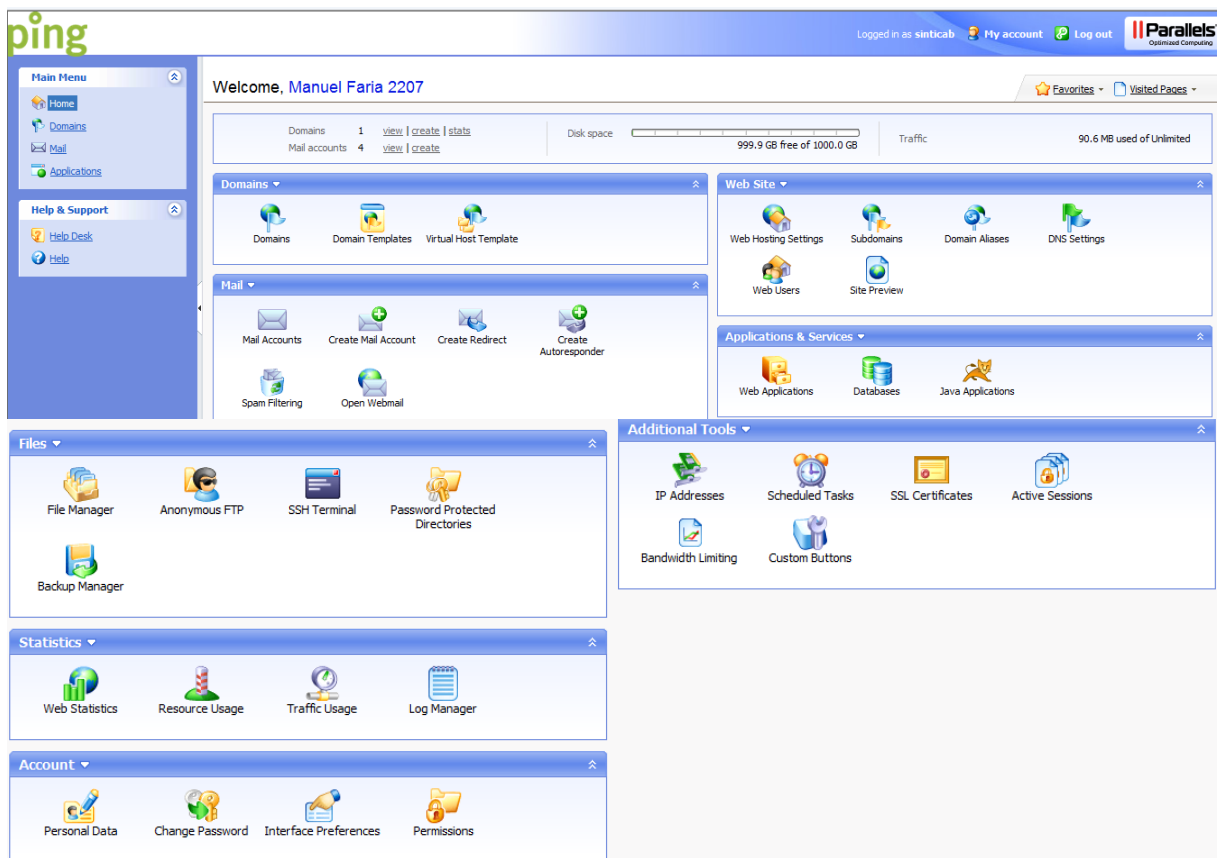 ping
Logged in as sinticab My account Log out
Parallels
Optimized Computing
Main Menu
Home
Domains
Mail
Applications
Help & Support
Help Desk
Help
Welcome, Manuel Faria 2207
Favorites Visited Pages
Domains 1 view | create | stats
Mail accounts 4 view | create
Disk space
999.9 GB free of 1000.0 GB
Traffic 90.6 MB used of Unlimited
Domains
Domains Domain Templates Virtual Host Template
Mail
Mail Accounts Create Mail Account Create Redirect Create
Autoresponder
Spam Filtering Open Webmail
Web Site
Web Hosting Settings Subdomains Domain Aliases DNS Settings
Web Users Site Preview
Applications & Services
Web Applications Databases Java Applications
Files
File Manager Anonymous FTP SSH Terminal Password Protected
Directories
Backup Manager
Additional Tools
IP Addresses Scheduled Tasks SSL Certificates Active Sessions
Bandwidth Limiting Custom Buttons
Statistics
Web Statistics Resource Usage Traffic Usage Log Manager
Account
Personal Data Change Password Interface Preferences Permissions